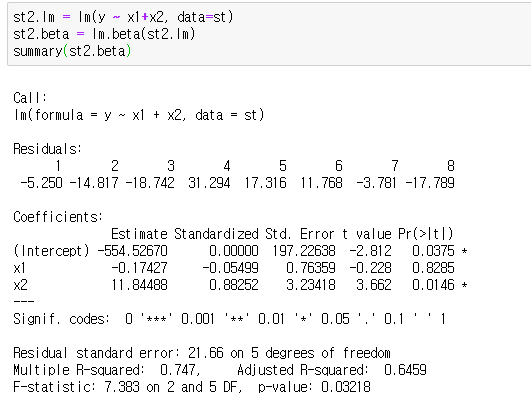 st2.lm = lm(y ~ x1+x2, data=st)
st2.beta = lm.beta(st2.lm)
summary(st2.beta)
Call:
lm(formula = y ~ x1 + x2, data = st)
Residuals:
1 2 3 4 5 6 7 8
-5.250 -14.817 -18.742 31.294 17.316 11.768 -3.781 -17.789
Coefficients:
Estimate Standardized Std. Error t value Pr(>|t|)
(Intercept) -554.52670 0.00000 197.22638 -2.812 0.0375 *
x1 -0.17427 -0.05499 0.76359 -0.228 0.8285
x2 11.84488 0.88252 3.23418 3.662 0.0146 *
---
Signif. codes: 0 '***' 0.001 '**' 0.01 '*' 0.05 '.' 0.1 ' ' 1
Residual standard error: 21.66 on 5 degrees of freedom
Multiple R-squared: 0.747, Adjusted R-squared: 0.6459
F-statistic: 7.383 on 2 and 5 DF, p-value: 0.03218